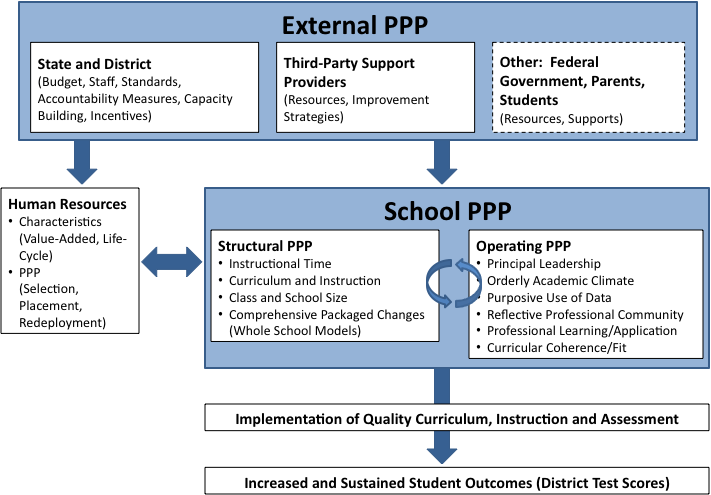 External PPP
State and District
(Budget, Staff, Standards,
Accountability Measures, Capacity
Building, Incentives)
Third-Party Support
Providers
(Resources, Improvement
Strategies)
Other:  Federal
Government, Parents,
Students
(Resources, Supports)
Human Resources
• Characteristics
(Value-Added, Life-
Cycle)
• PPP
(Selection,
Placement,
Redeployment)
School PPP
Structural PPP
• Instructional Time
• Curriculum and Instruction
• Class and School Size
• Comprehensive Packaged Changes
(Whole School Models)
Operating PPP
• Principal Leadership
• Orderly Academic Climate
• Purposive Use of Data
• Reflective Professional Community
• Professional Learning/Application
• Curricular Coherence/Fit
Implementation of Quality Curriculum, Instruction and Assessment
Increased and Sustained Student Outcomes (District Test Scores)